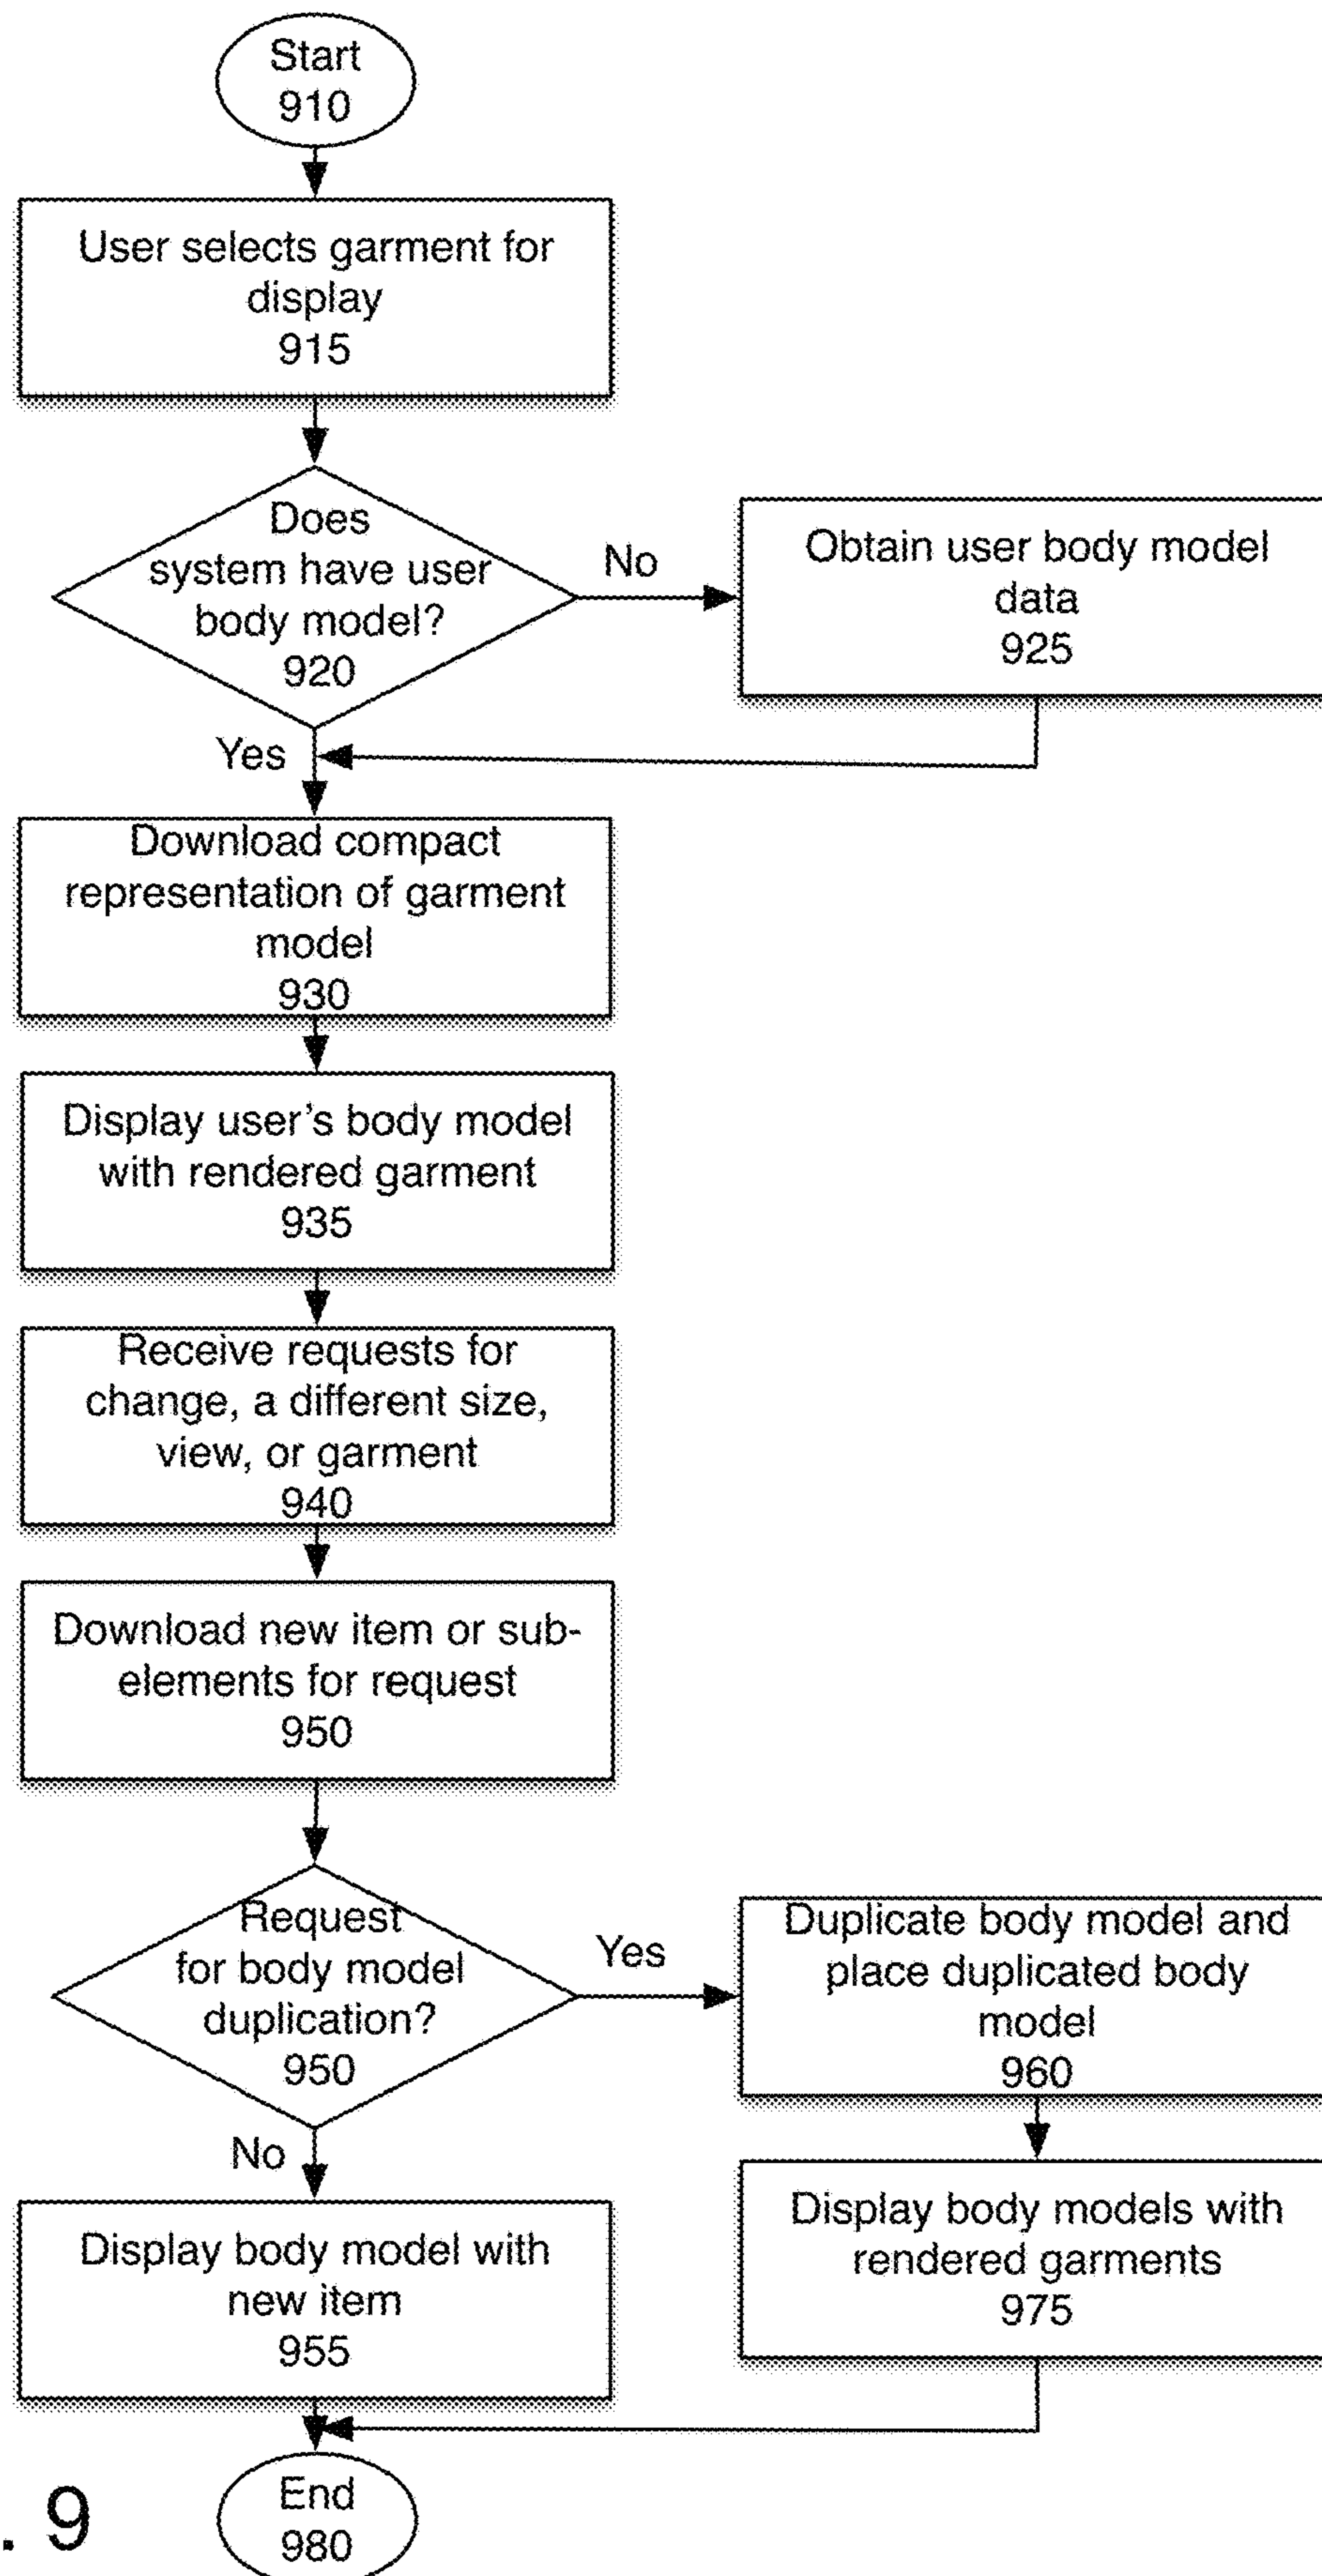 Start
910
User selects garment for
display
915
Does
system have user
body model?
920
No
Obtain user body model
data
925
Yes
Download compact
representation of garment
model
930
Display user's body model
with rendered garment
935
Receive requests for
change, a different size,
view, or garment
940
Download new item or sub-
elements for request
950
Request
for body model
duplication?
950
Yes
Duplicate body model and
place duplicated body
model
960
No
Display body model with
new item
955
Display body models with
rendered garments
975
End
980
. 9